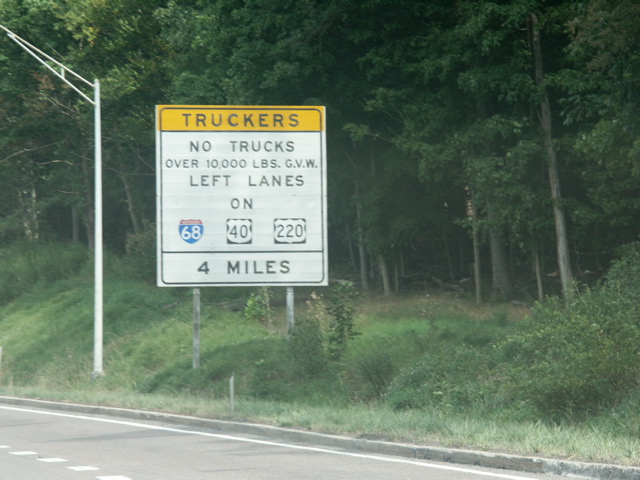 TRUCKERS
NO TRUCKS
OVER 10,000 LBS. G.V.W.
LEFT LANES
ON
68 40 220
4 MILES